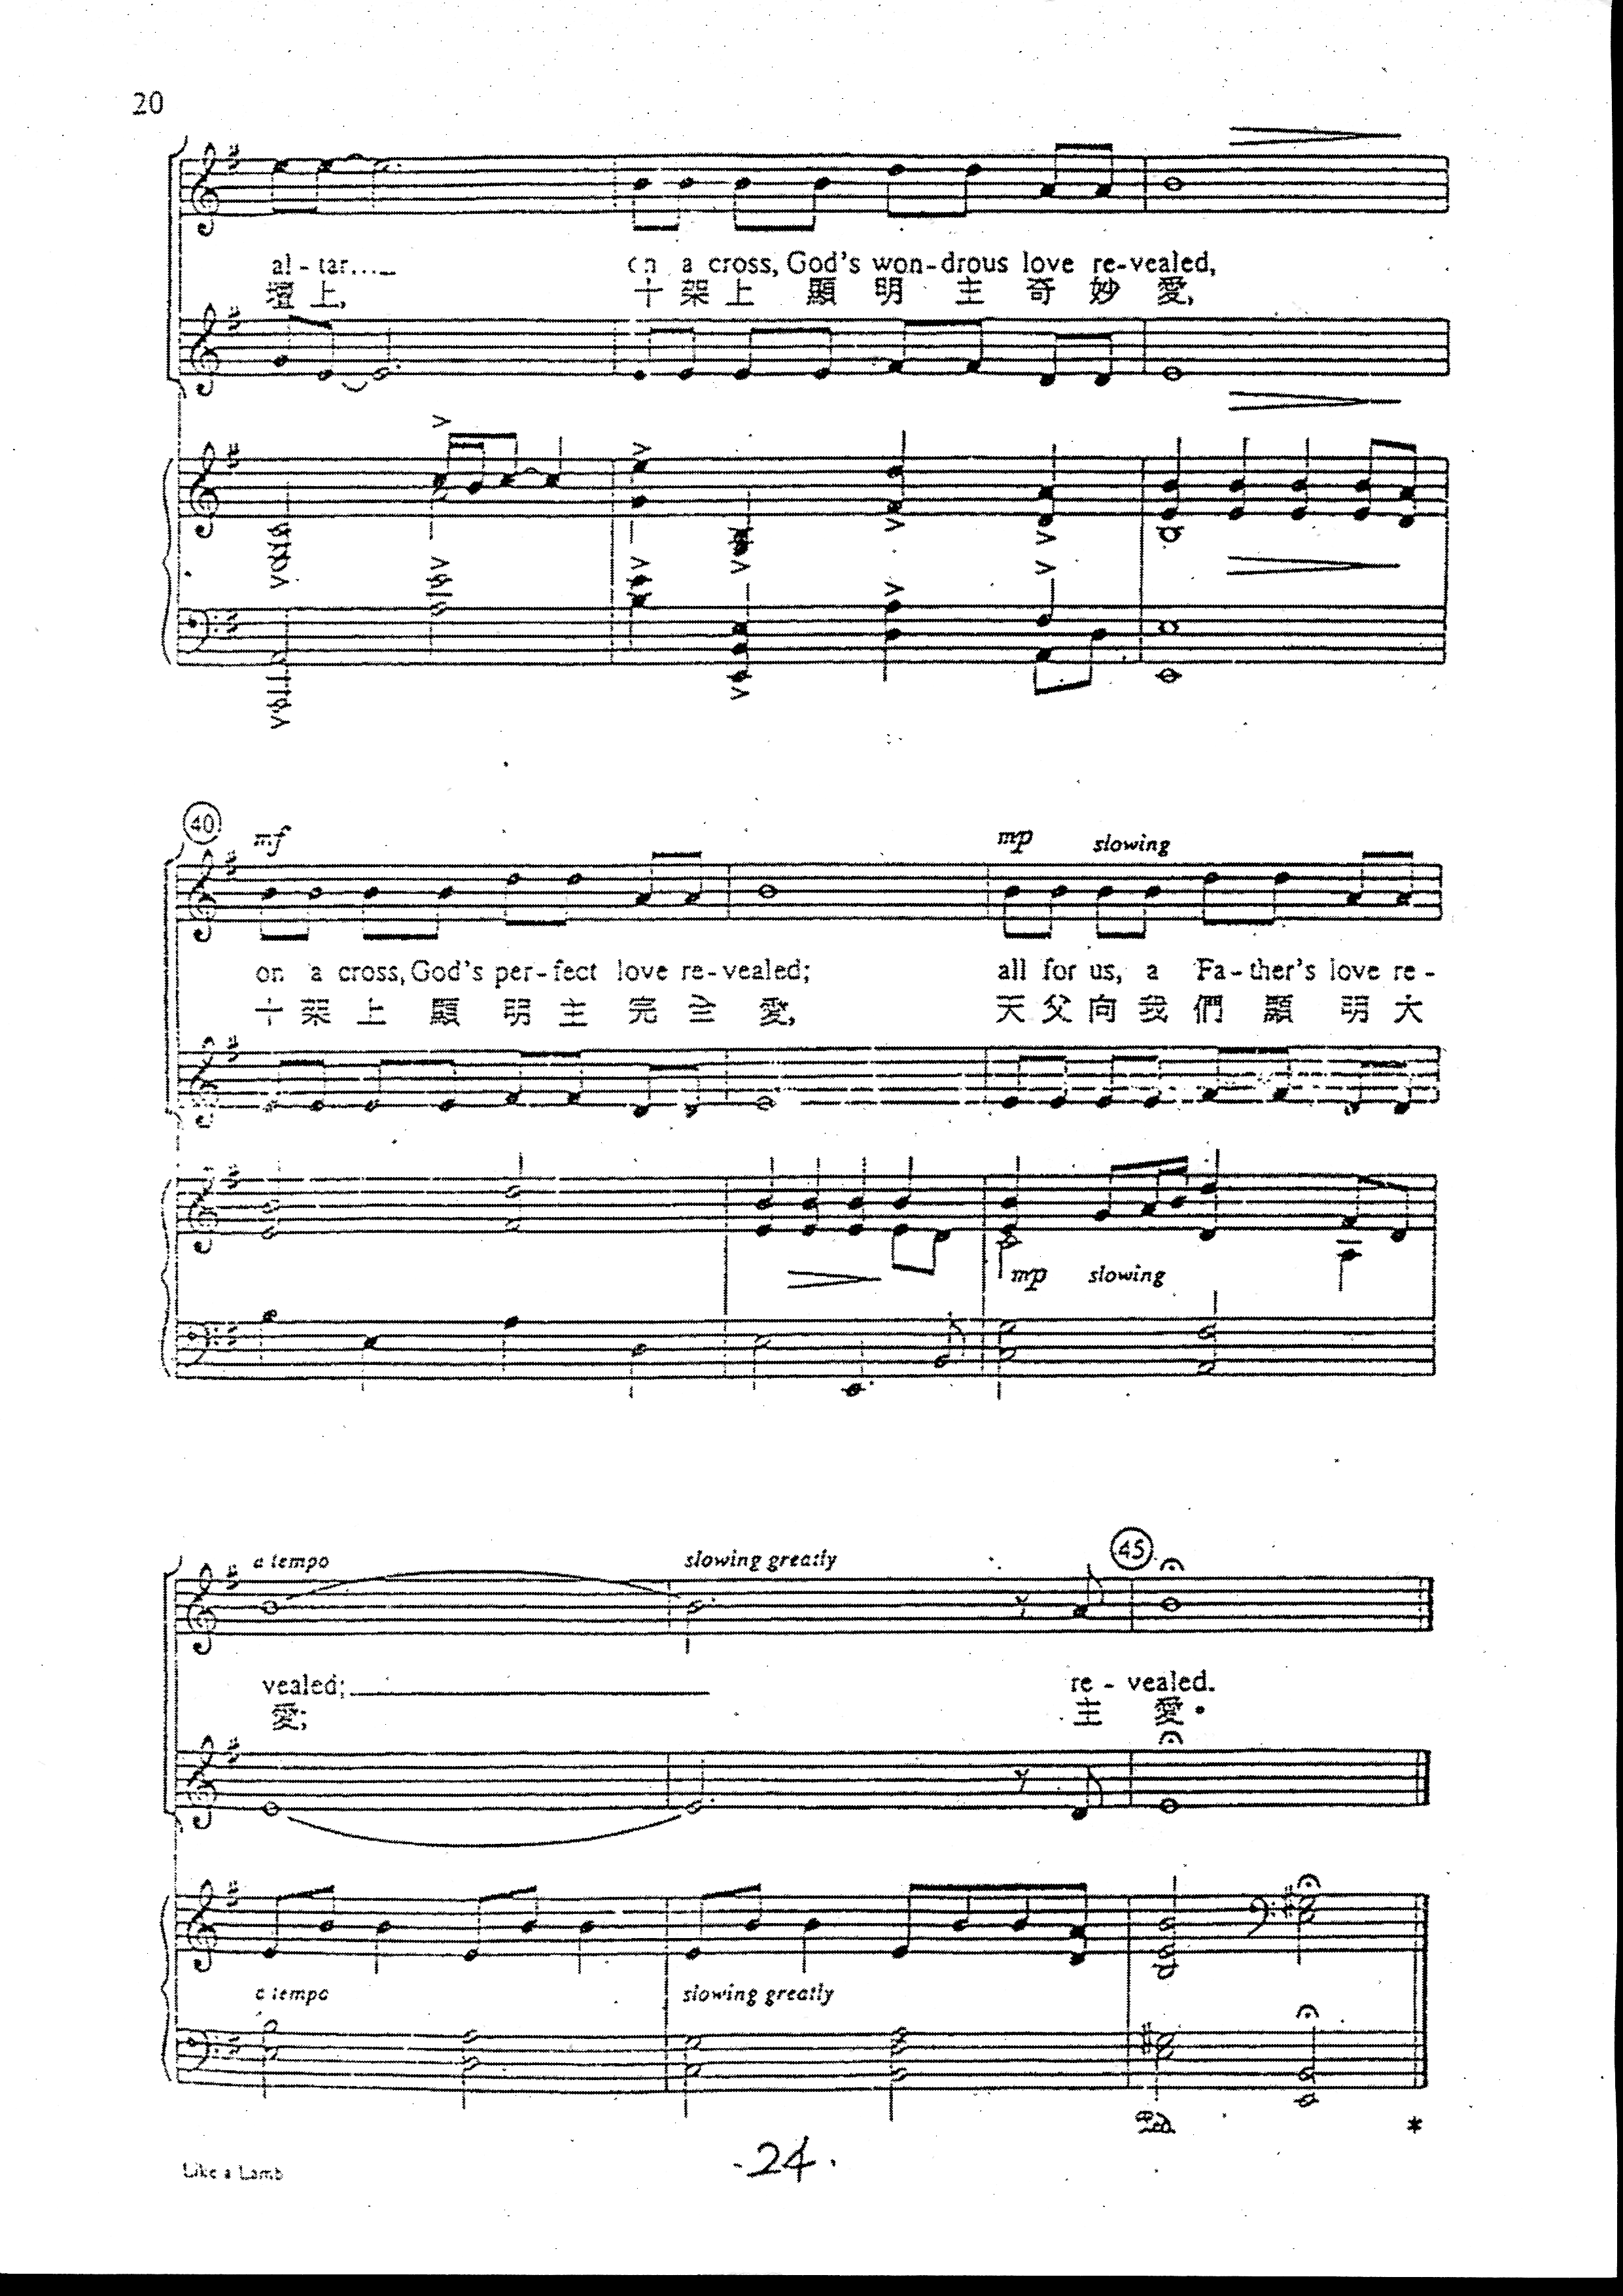 20
al - tar.... on a cross, God's won-drous love re-vealed,
壇 上, 十 架 上 顯 明 主 奇 妙 愛,
40
mf mp slowing
on a cross, God's per-fect love re-vealed; all for us, a Fa-ther's love re-
十 架 上 顯 明 主 完 全 愛, 天 父 向 我 們 顯 明 大
mp slowing
a tempo slowing greatly 45
vealed; re - vealed.
愛; 主 愛.
a tempo slowing greatly
Ped. *
Like a Lamb
-24.